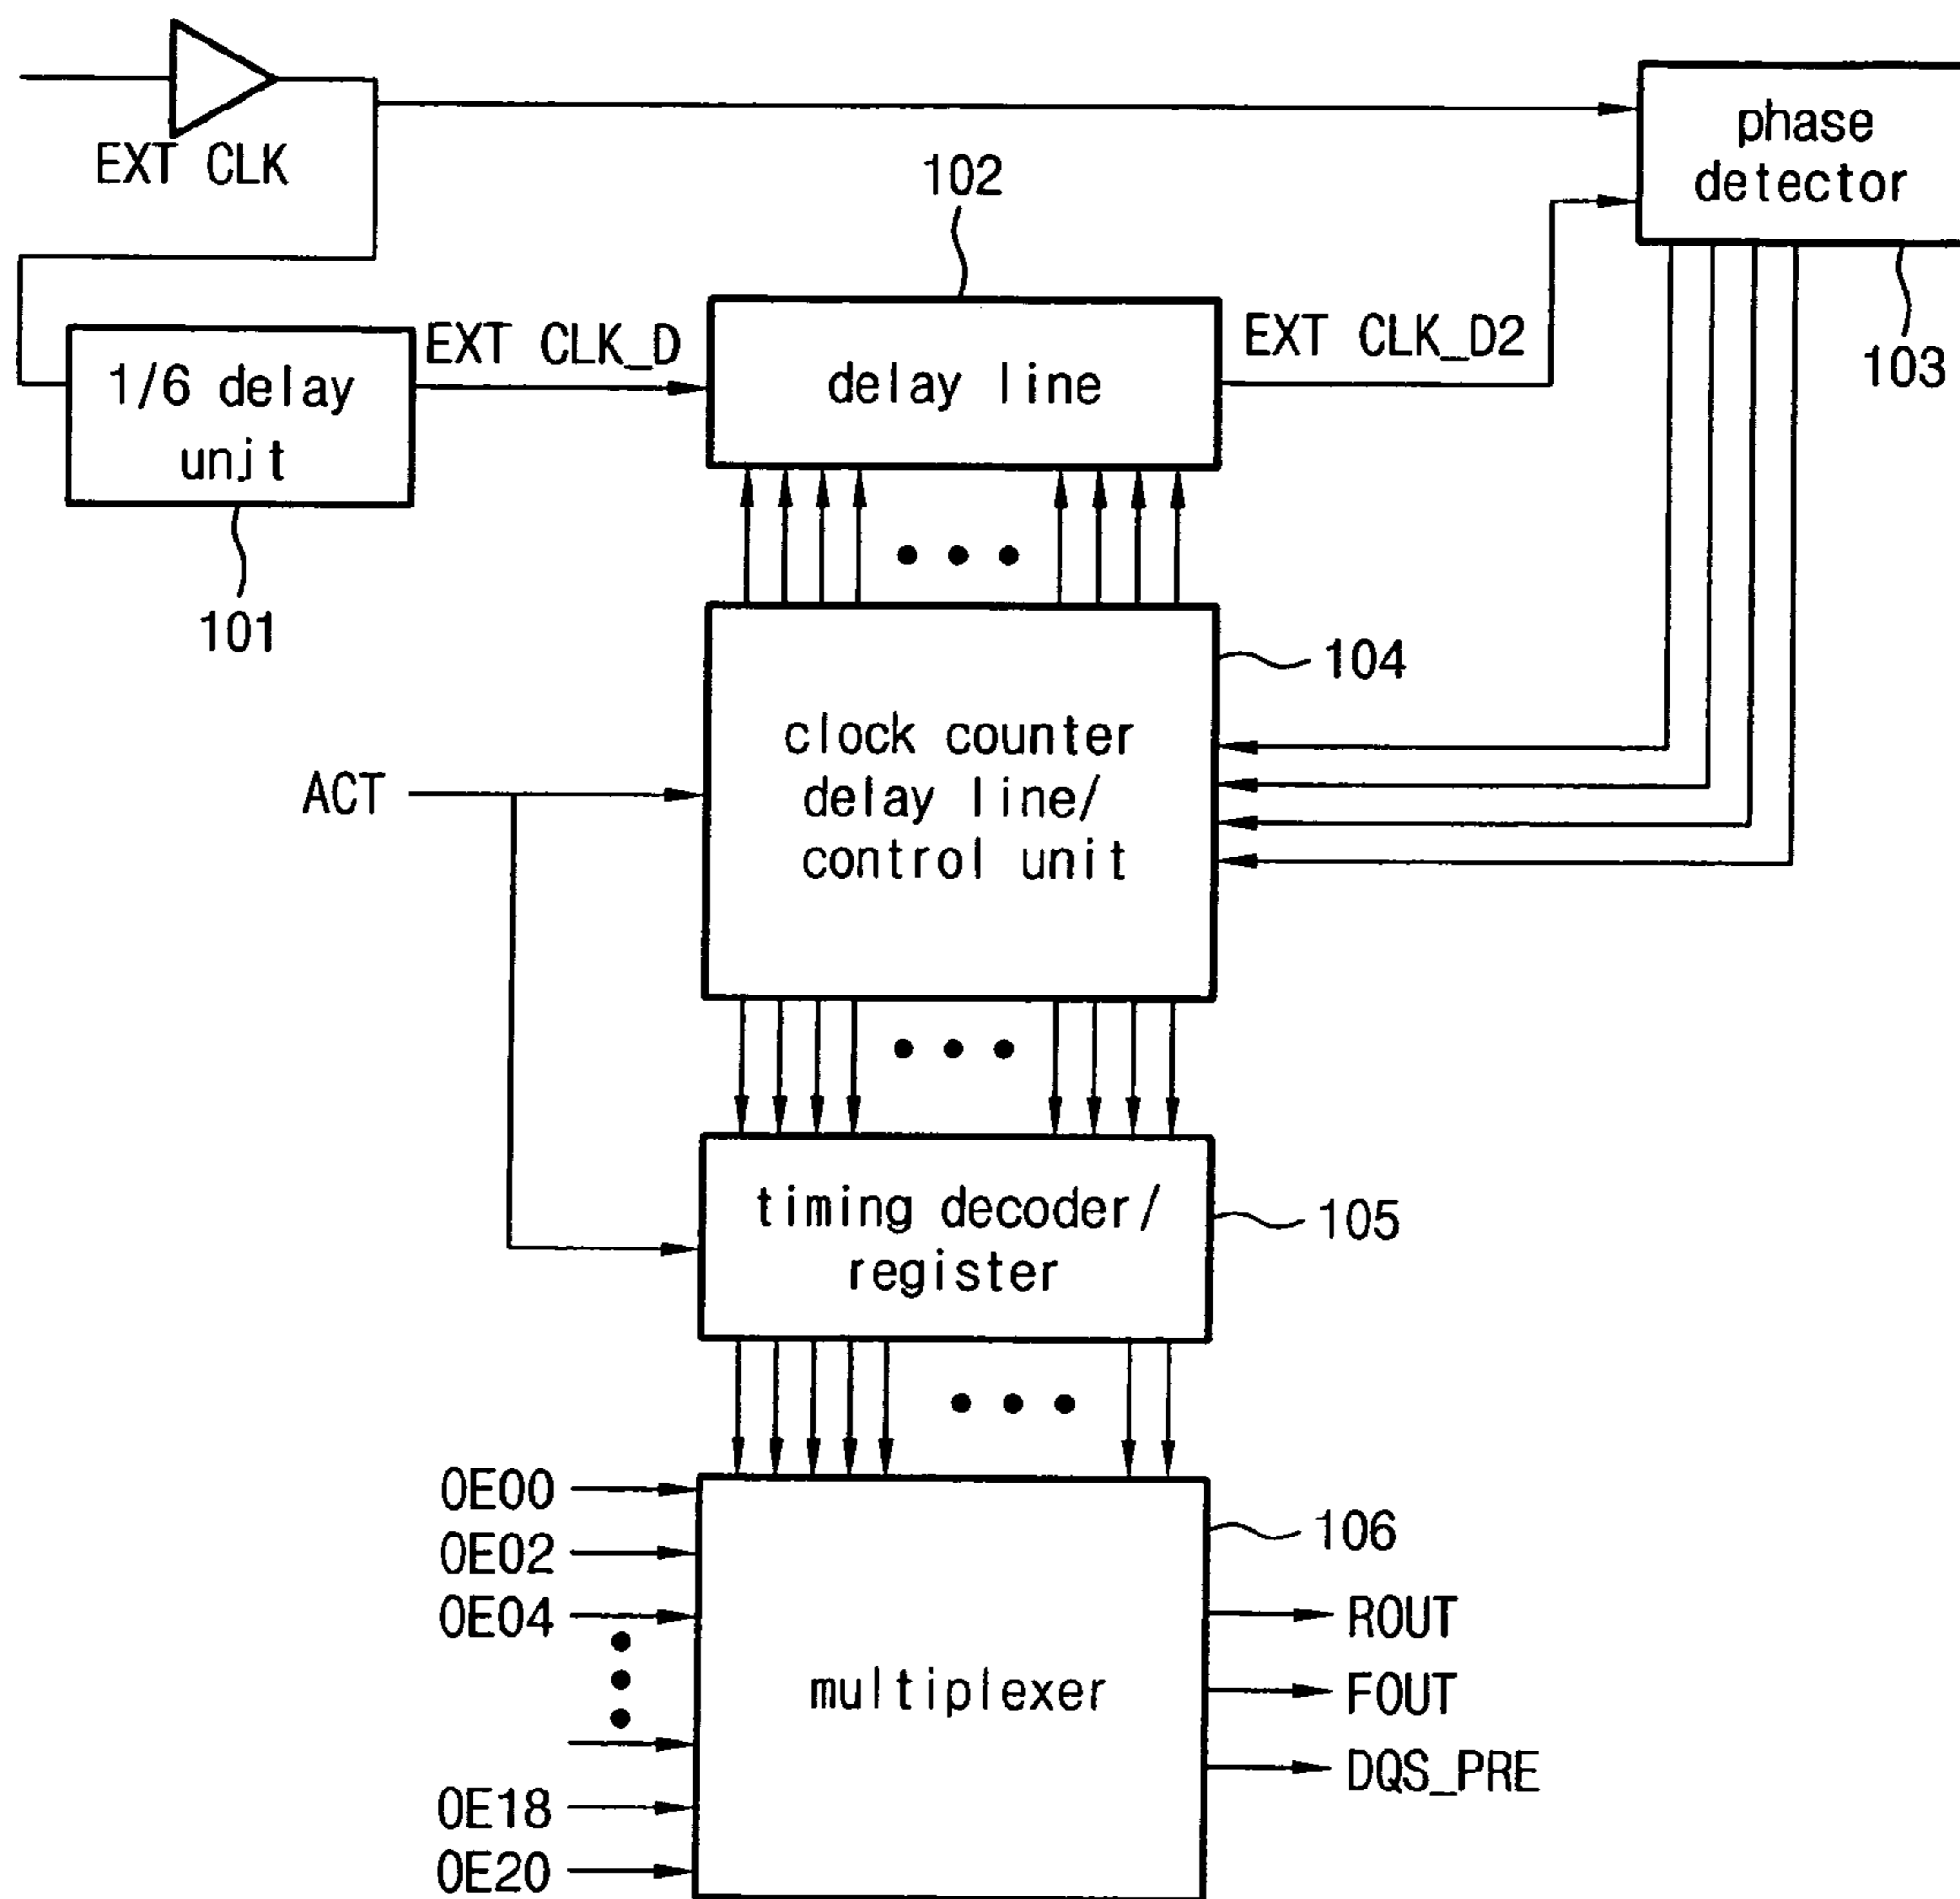 EXT CLK
phase
detector
102
103
1/6 delay
unit
EXT CLK_D
delay line
EXT CLK_D2
101
104
clock counter
delay line/
control unit
ACT
timing decoder/
register
105
OE00
OE02
OE04
OE18
OE20
106
multiplexer
ROUT
FOUT
DQS_PRE